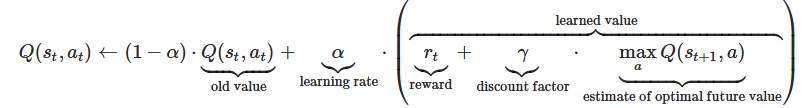 learned value
Q(s_t, a_t) ← (1 − α) · Q(s_t, a_t) + α · ( r_t + γ · max_a Q(s_{t+1}, a) )
old value
learning rate
reward
discount factor
estimate of optimal future value